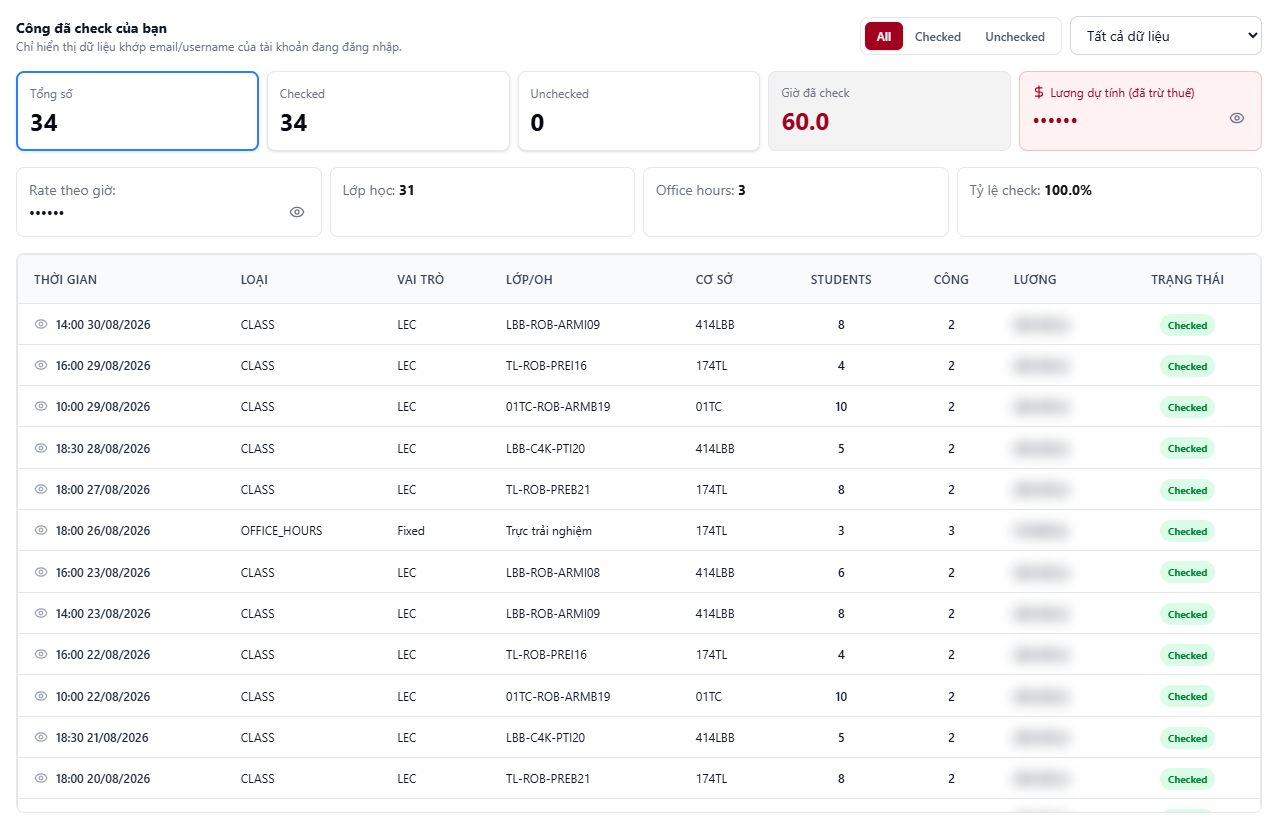 Công đã check của bạn
Chỉ hiển thị dữ liệu khớp email/username của tài khoản đang đăng nhập.
All Checked Unchecked Tất cả dữ liệu
Tổng số
34
Checked
34
Unchecked
0
Giờ đã check
60.0
$ Lương dự tính (đã trừ thuế)
••••••
Rate theo giờ:
••••••
Lớp học: 31
Office hours: 3
Tỷ lệ check: 100.0%
THỜI GIAN LOẠI VAI TRÒ LỚP/OH CƠ SỞ STUDENTS CÔNG LƯƠNG TRẠNG THÁI
14:00 30/08/2026 CLASS LEC LBB-ROB-ARMI09 414LBB 8 2 Checked
16:00 29/08/2026 CLASS LEC TL-ROB-PREI16 174TL 4 2 Checked
10:00 29/08/2026 CLASS LEC 01TC-ROB-ARMB19 01TC 10 2 Checked
18:30 28/08/2026 CLASS LEC LBB-C4K-PTI20 414LBB 5 2 Checked
18:00 27/08/2026 CLASS LEC TL-ROB-PREB21 174TL 8 2 Checked
18:00 26/08/2026 OFFICE_HOURS Fixed Trực trải nghiệm 174TL 3 3 Checked
16:00 23/08/2026 CLASS LEC LBB-ROB-ARMI08 414LBB 6 2 Checked
14:00 23/08/2026 CLASS LEC LBB-ROB-ARMI09 414LBB 8 2 Checked
16:00 22/08/2026 CLASS LEC TL-ROB-PREI16 174TL 4 2 Checked
10:00 22/08/2026 CLASS LEC 01TC-ROB-ARMB19 01TC 10 2 Checked
18:30 21/08/2026 CLASS LEC LBB-C4K-PTI20 414LBB 5 2 Checked
18:00 20/08/2026 CLASS LEC TL-ROB-PREB21 174TL 8 2 Checked